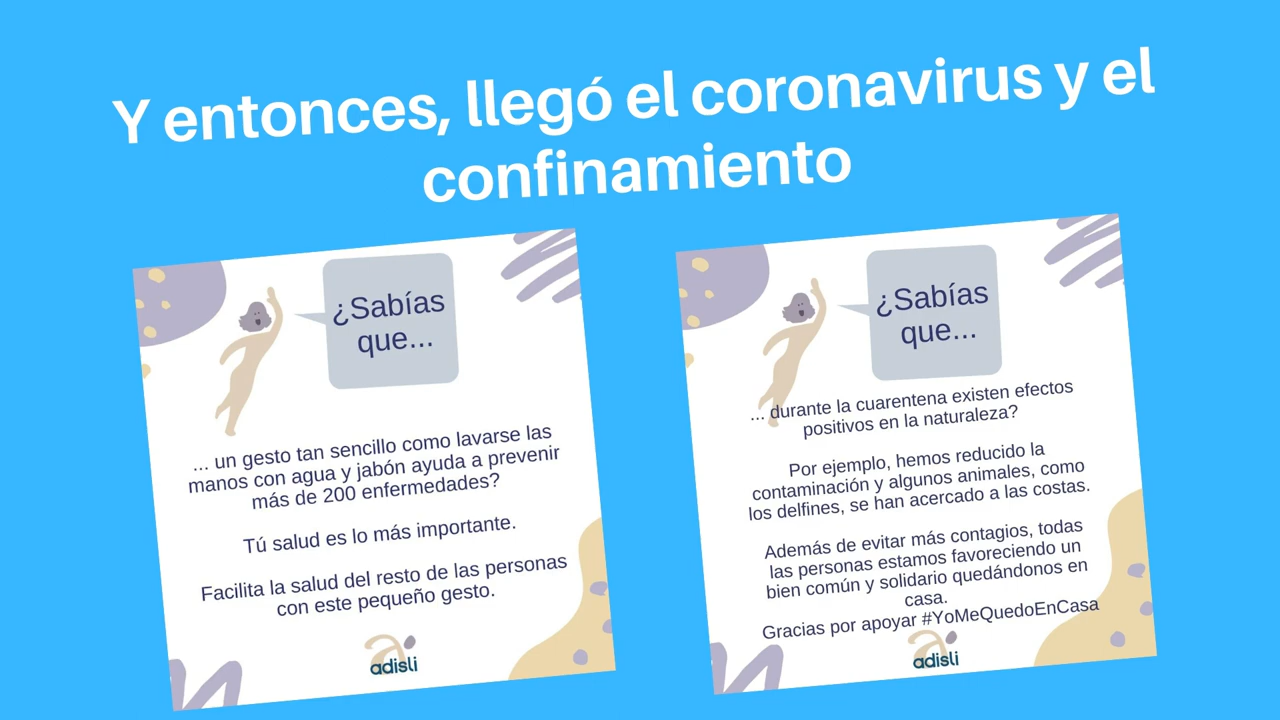 Y entonces, llegó el coronavirus y el
confinamiento
¿Sabías
que...
... un gesto tan sencillo como lavarse las
manos con agua y jabón ayuda a prevenir
más de 200 enfermedades?
Tú salud es lo más importante.
Facilita la salud del resto de las personas
con este pequeño gesto.
adisli
¿Sabías
que...
... durante la cuarentena existen efectos
positivos en la naturaleza?
Por ejemplo, hemos reducido la
contaminación y algunos animales, como
los delfines, se han acercado a las costas.
Además de evitar más contagios, todas
las personas estamos favoreciendo un
bien común y solidario quedándonos en
casa.
Gracias por apoyar #YoMeQuedoEnCasa
adisli